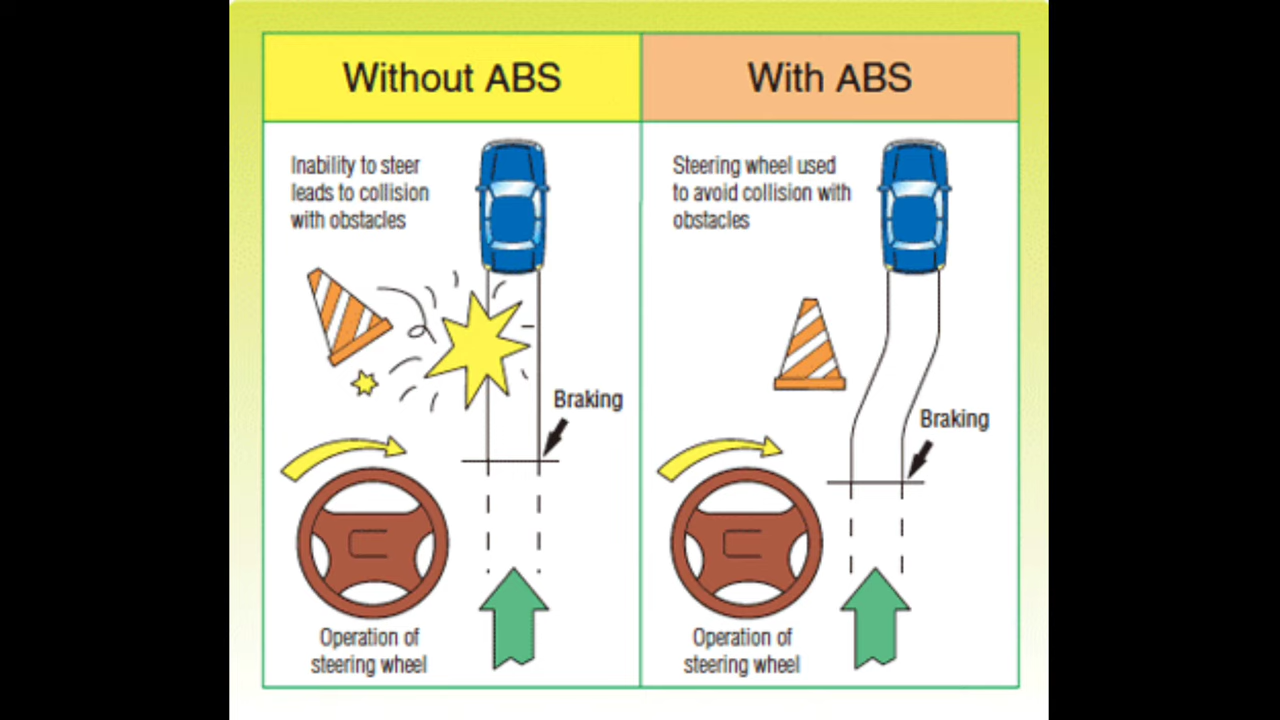 Without ABS
With ABS
Inability to steer
leads to collision
with obstacles
Braking
Operation of
steering wheel
Steering wheel used
to avoid collision with
obstacles
Braking
Operation of
steering wheel